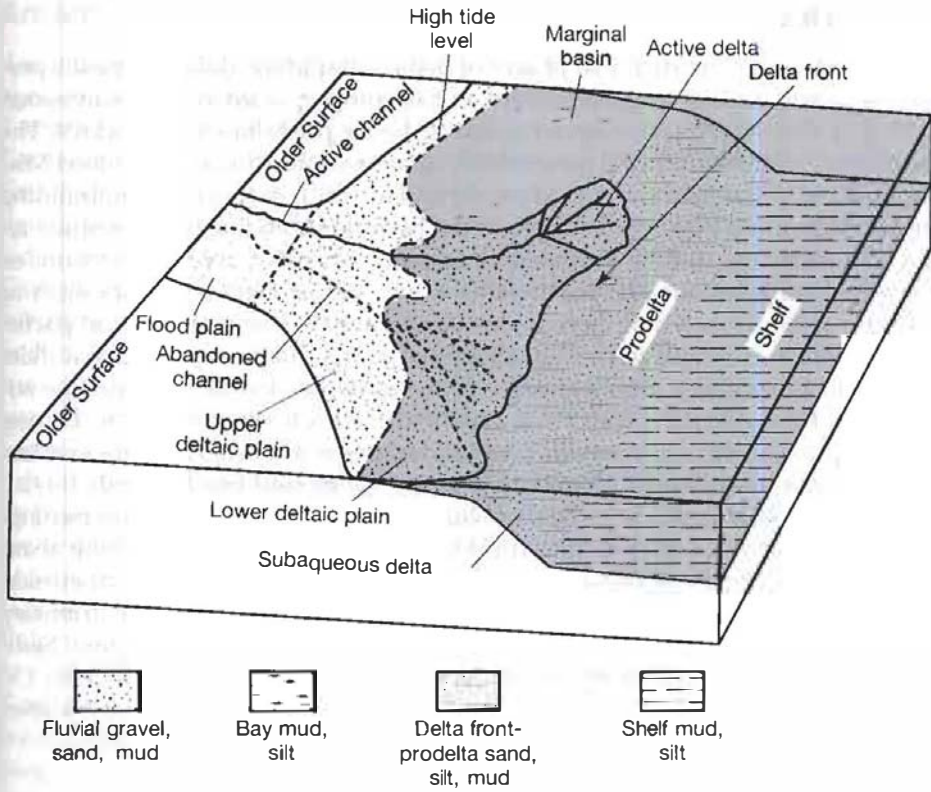 High tide
level
Marginal
basin
Active delta
Delta front
Older Surface
Active channel
Flood plain
Abandoned
channel
Prodelta
Shelf
Older Surface
Upper
deltaic plain
Lower deltaic plain
Subaqueous delta
Fluvial gravel,
sand, mud
Bay mud,
silt
Delta front-
prodelta sand,
silt, mud
Shelf mud,
silt